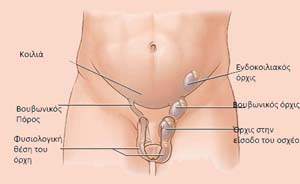 Κοιλιά
Ενδοκοιλιακός
όρχις
Βουβωνικός
Πόρος
Βουβωνικός όρχις
Φυσιολογική
θέση του
όρχη
Όρχις στην
είσοδο του οσχέο